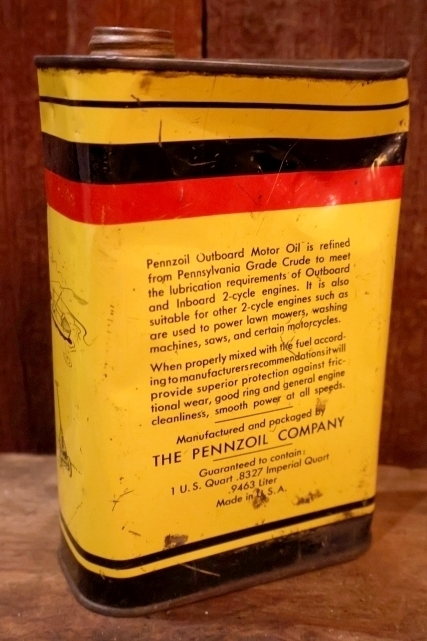 Pennzoil Outboard Motor Oil is refined
from Pennsylvania Grade Crude to meet
the lubrication requirements of Outboard
and Inboard 2-cycle engines. It is also
suitable for other 2-cycle engines such as
are used to power lawn mowers, washing
machines, saws, and certain motorcycles.
When properly mixed with the fuel accord-
ing to manufacturers recommendations it will
provide superior protection against fric-
tional wear, good ring and general engine
cleanliness, smooth power at all speeds.
Manufactured and packaged by
THE PENNZOIL COMPANY
Guaranteed to contain:
1 U.S. Quart .8327 Imperial Quart
.9463 Liter
Made in U.S.A.